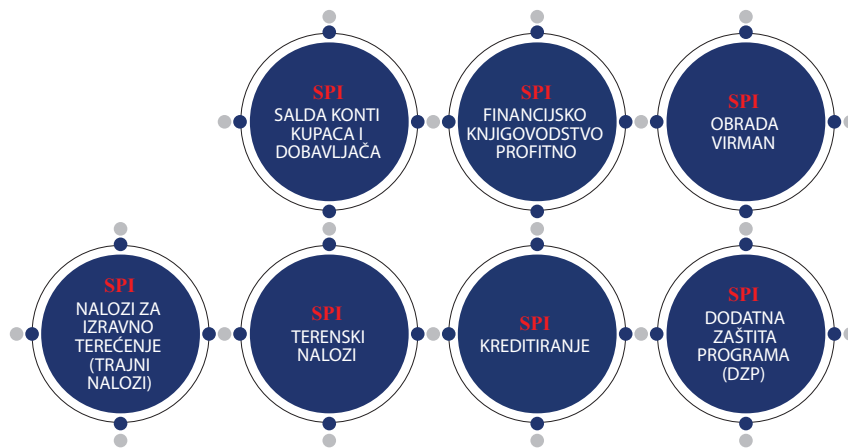 SPI
SALDA KONTI
KUPACA I
DOBAVLJAČA
SPI
FINANCIJSKO
KNJIGOVODSTVO
PROFITNO
SPI
OBRADA
VIRMAN
SPI
NALOZI ZA
IZRAVNO
TEREĆENJE
(TRAJNI
NALOZI)
SPI
TERENSKI
NALOZI
SPI
KREDITIRANJE
SPI
DODATNA
ZAŠTITA
PROGRAMA
(DZP)